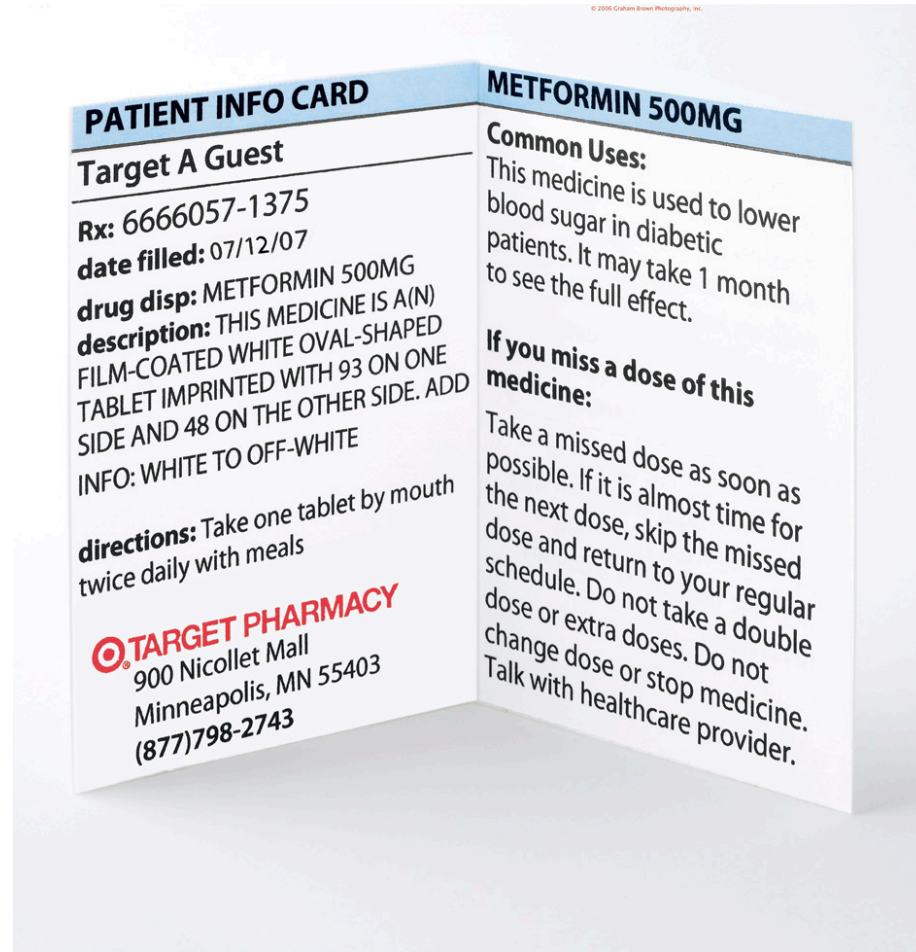 © 2006 Graham Brown Photography, Inc.
PATIENT INFO CARD
Target A Guest
Rx: 6666057-1375
date filled: 07/12/07
drug disp: METFORMIN 500MG
description: THIS MEDICINE IS A(N)
FILM-COATED WHITE OVAL-SHAPED
TABLET IMPRINTED WITH 93 ON ONE
SIDE AND 48 ON THE OTHER SIDE. ADD
INFO: WHITE TO OFF-WHITE
directions: Take one tablet by mouth
twice daily with meals
TARGET PHARMACY
900 Nicollet Mall
Minneapolis, MN 55403
(877)798-2743
METFORMIN 500MG
Common Uses:
This medicine is used to lower
blood sugar in diabetic
patients. It may take 1 month
to see the full effect.
If you miss a dose of this
medicine:
Take a missed dose as soon as
possible. If it is almost time for
the next dose, skip the missed
dose and return to your regular
schedule. Do not take a double
dose or extra doses. Do not
change dose or stop medicine.
Talk with healthcare provider.